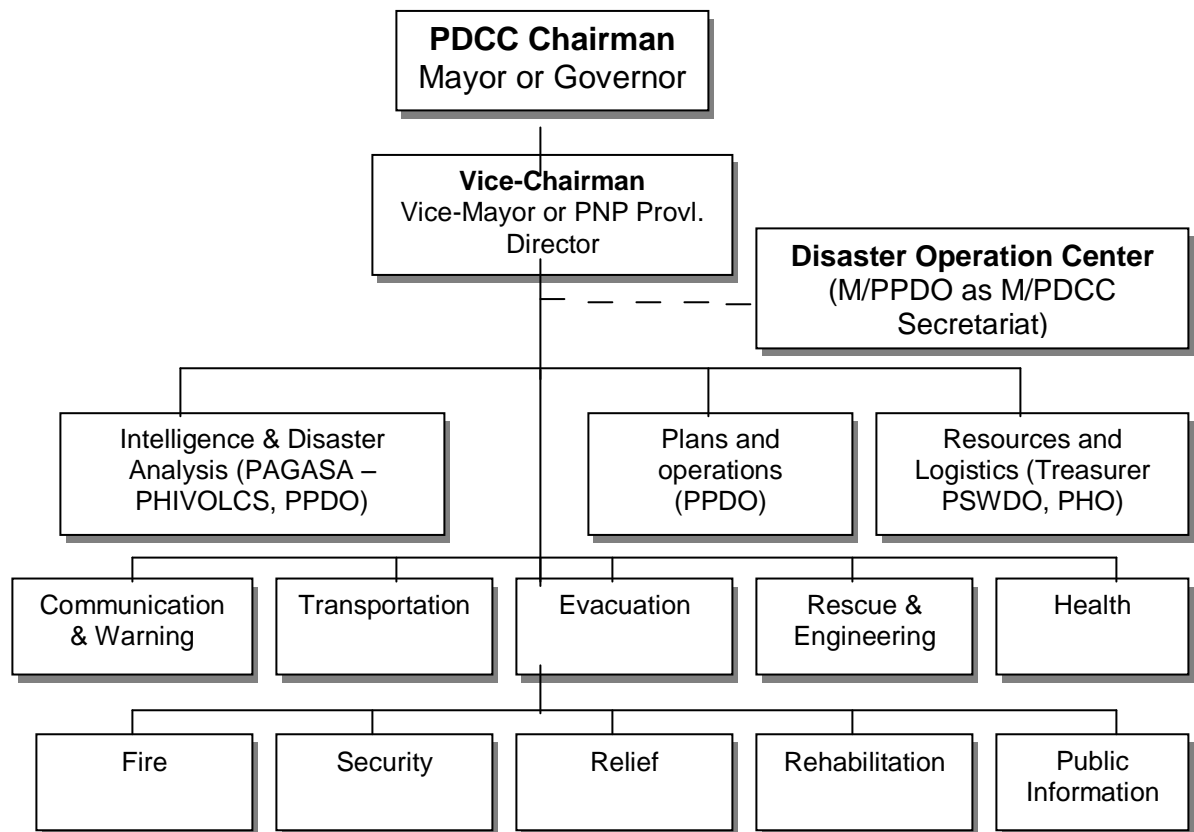 PDCC Chairman
Mayor or Governor
Vice-Chairman
Vice-Mayor or PNP Provl.
Director
Disaster Operation Center
(M/PPDO as M/PDCC
Secretariat)
Intelligence & Disaster
Analysis (PAGASA –
PHIVOLCS, PPDO)
Plans and
operations
(PPDO)
Resources and
Logistics (Treasurer
PSWDO, PHO)
Communication
& Warning
Transportation
Evacuation
Rescue &
Engineering
Health
Fire
Security
Relief
Rehabilitation
Public
Information